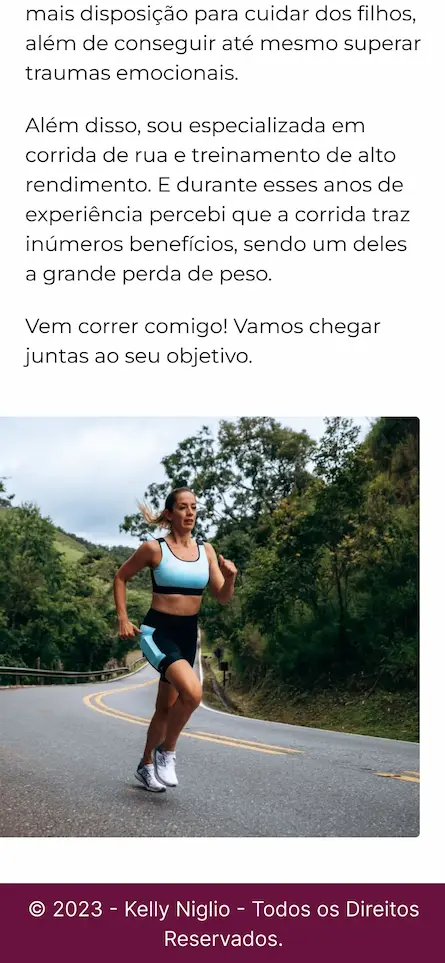 mais disposição para cuidar dos filhos,
além de conseguir até mesmo superar
traumas emocionais.
Além disso, sou especializada em
corrida de rua e treinamento de alto
rendimento. E durante esses anos de
experiência percebi que a corrida traz
inúmeros benefícios, sendo um deles
a grande perda de peso.
Vem correr comigo! Vamos chegar
juntas ao seu objetivo.
© 2023 - Kelly Niglio - Todos os Direitos
Reservados.